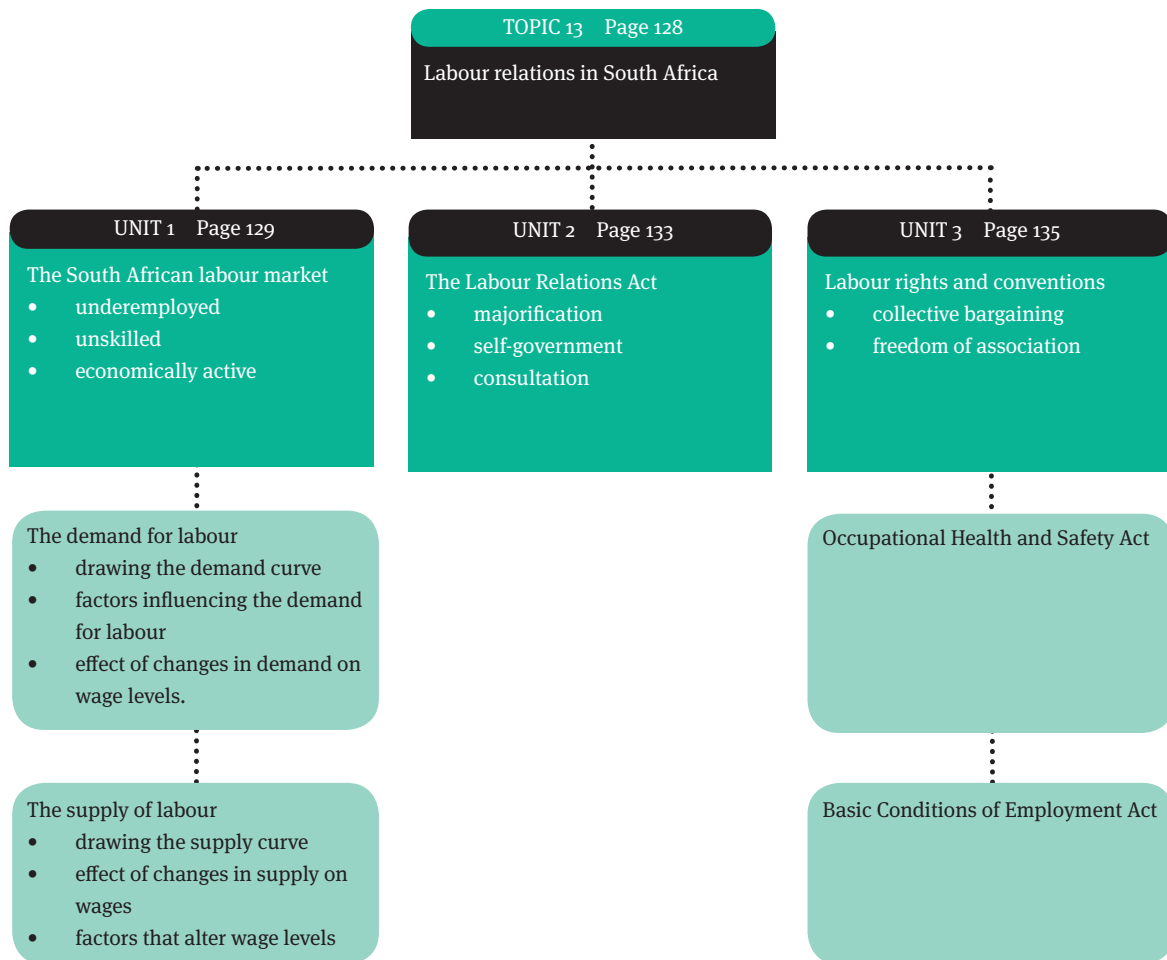 TOPIC 13 Page 128
Labour relations in South Africa
UNIT 1 Page 129
The South African labour market
• underemployed
• unskilled
• economically active
The demand for labour
• drawing the demand curve
• factors influencing the demand
for labour
• effect of changes in demand on
wage levels.
The supply of labour
• drawing the supply curve
• effect of changes in supply on
wages
• factors that alter wage levels
UNIT 2 Page 133
The Labour Relations Act
• majorification
• self-government
• consultation
UNIT 3 Page 135
Labour rights and conventions
• collective bargaining
• freedom of association
Occupational Health and Safety Act
Basic Conditions of Employment Act